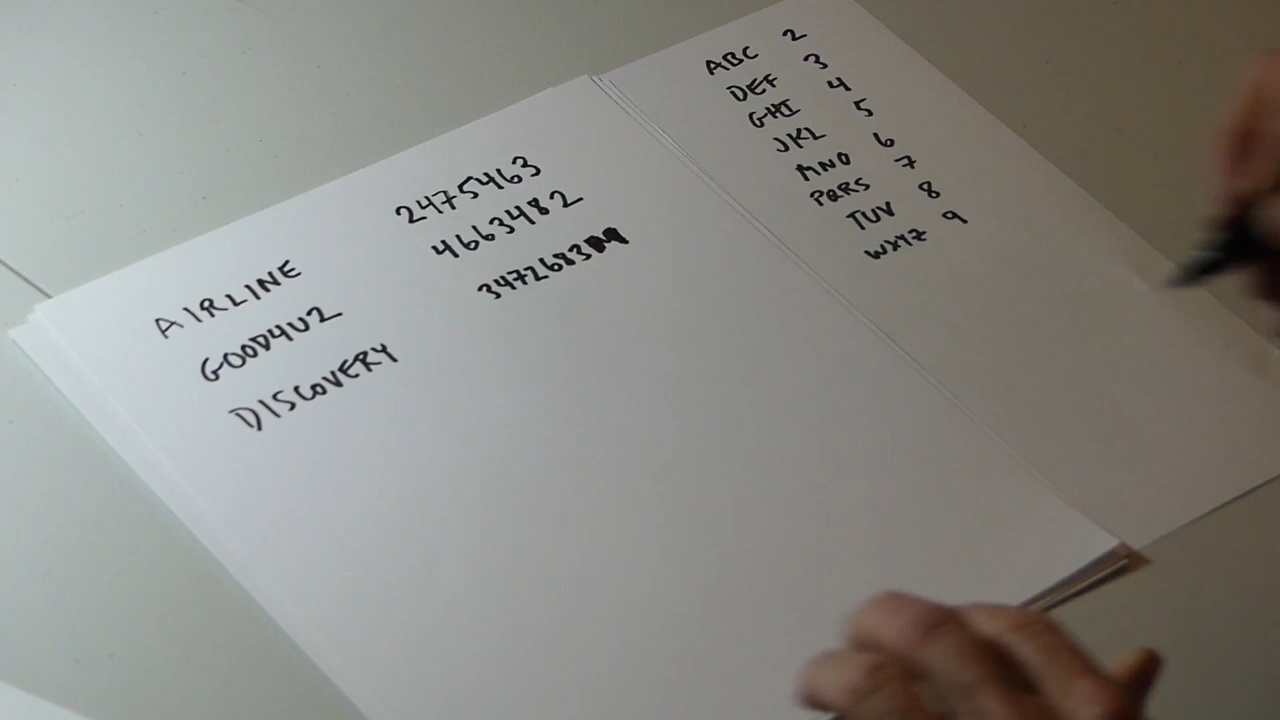 AIRLINE 2475463
GOOD4U2 4663482
DISCOVERY 3472683
ABC 2
DEF 3
GHI 4
JKL 5
MNO 6
PQRS 7
TUV 8
WXYZ 9